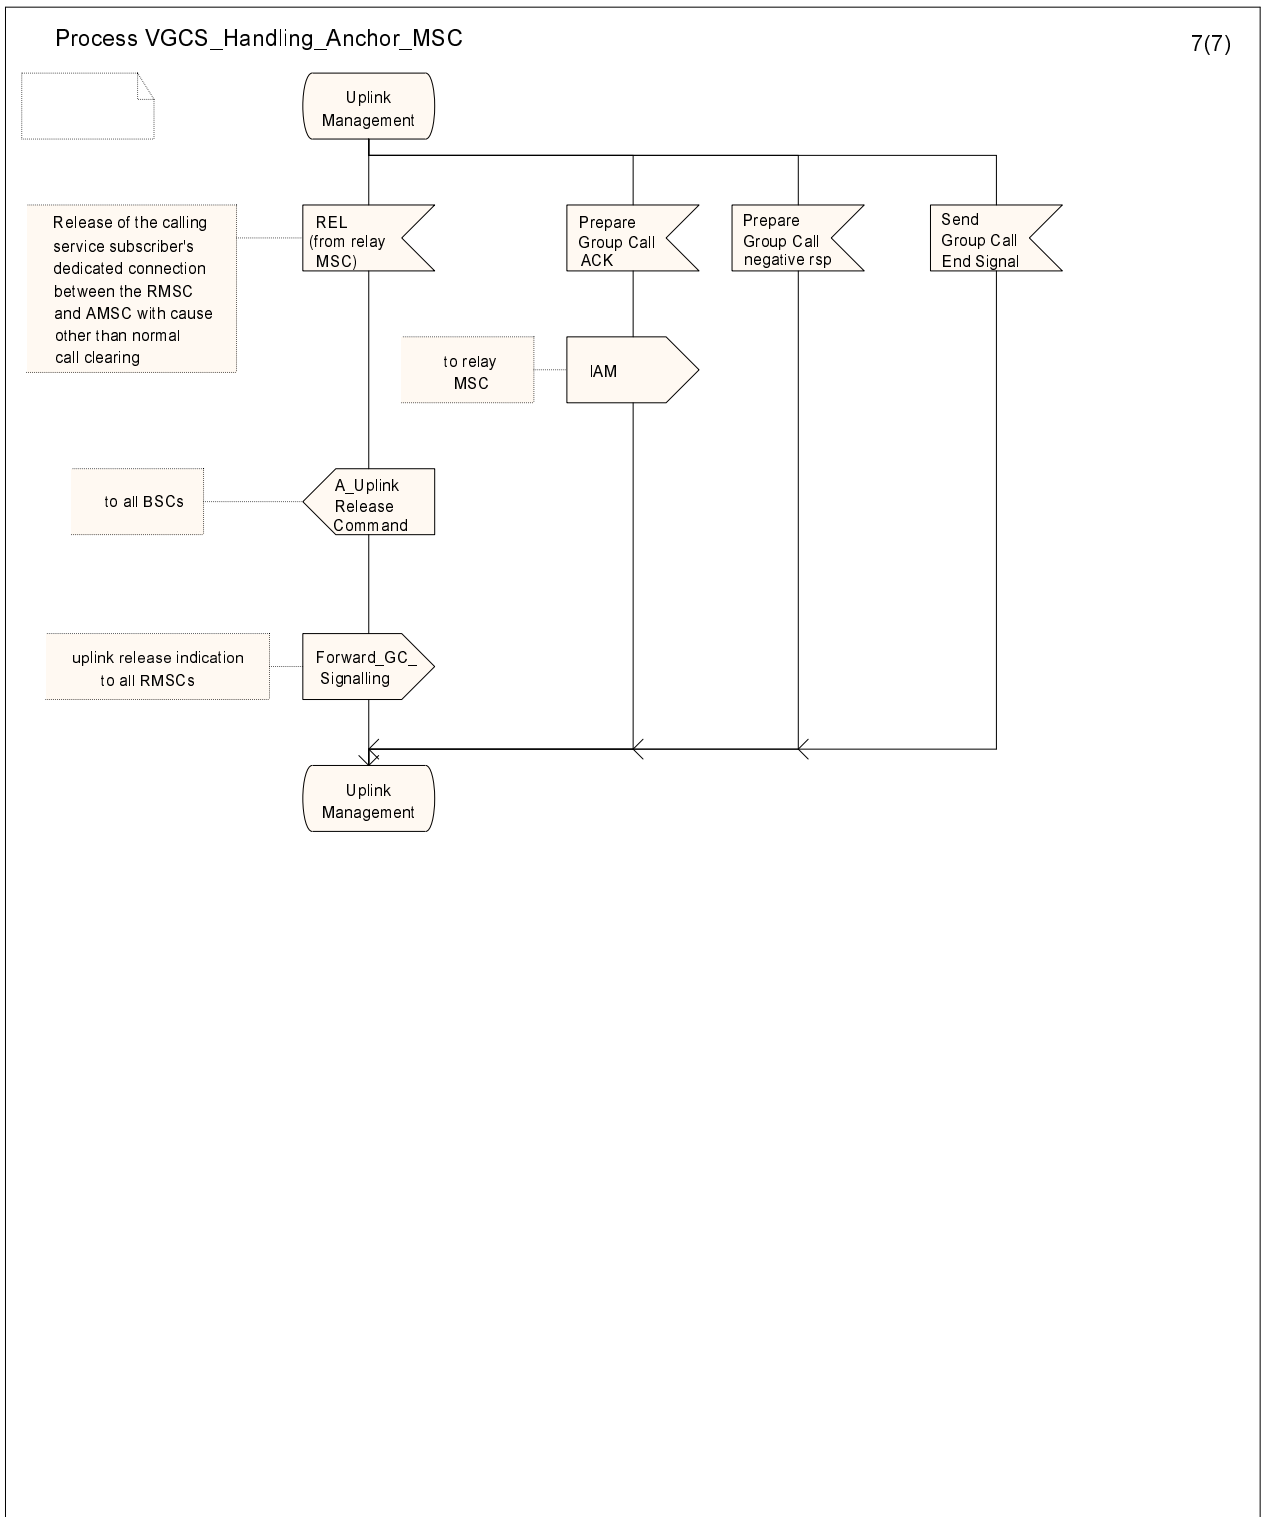 Process VGCS_Handling_Anchor_MSC
7(7)
Uplink
Management
Release of the calling
service subscriber's
dedicated connection
between the RMSC
and AMSC with cause
other than normal
call clearing
REL
(from relay
MSC)
Prepare
Group Call
ACK
Prepare
Group Call
negative rsp
Send
Group Call
End Signal
to relay
MSC
IAM
to all BSCs
A_Uplink
Release
Command
uplink release indication
to all RMSCs
Forward_GC_
Signalling
Uplink
Management